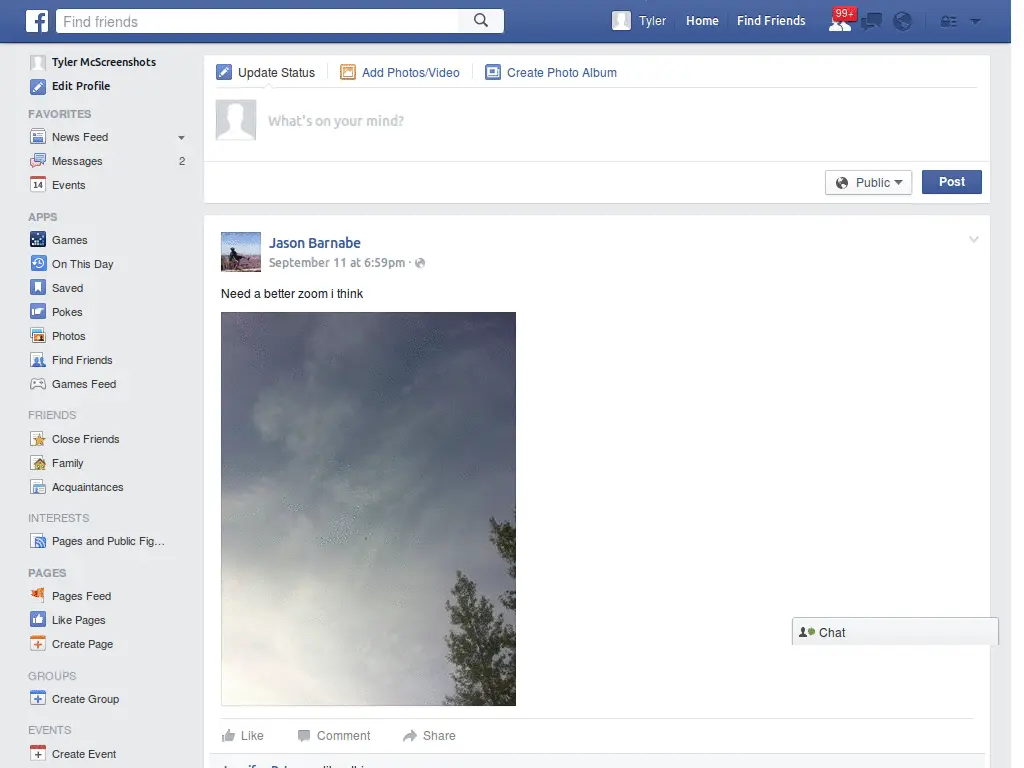 Find friends
Tyler
Home
Find Friends
99+
Tyler McScreenshots
Edit Profile
FAVORITES
News Feed
Messages 2
14 Events
APPS
Games
On This Day
Saved
Pokes
Photos
Find Friends
Games Feed
FRIENDS
Close Friends
Family
Acquaintances
INTERESTS
Pages and Public Fig...
PAGES
Pages Feed
Like Pages
Create Page
GROUPS
Create Group
EVENTS
Create Event
Update Status
Add Photos/Video
Create Photo Album
What's on your mind?
Public
Post
Jason Barnabe
September 11 at 6:59pm ·
Need a better zoom i think
Like
Comment
Share
Chat